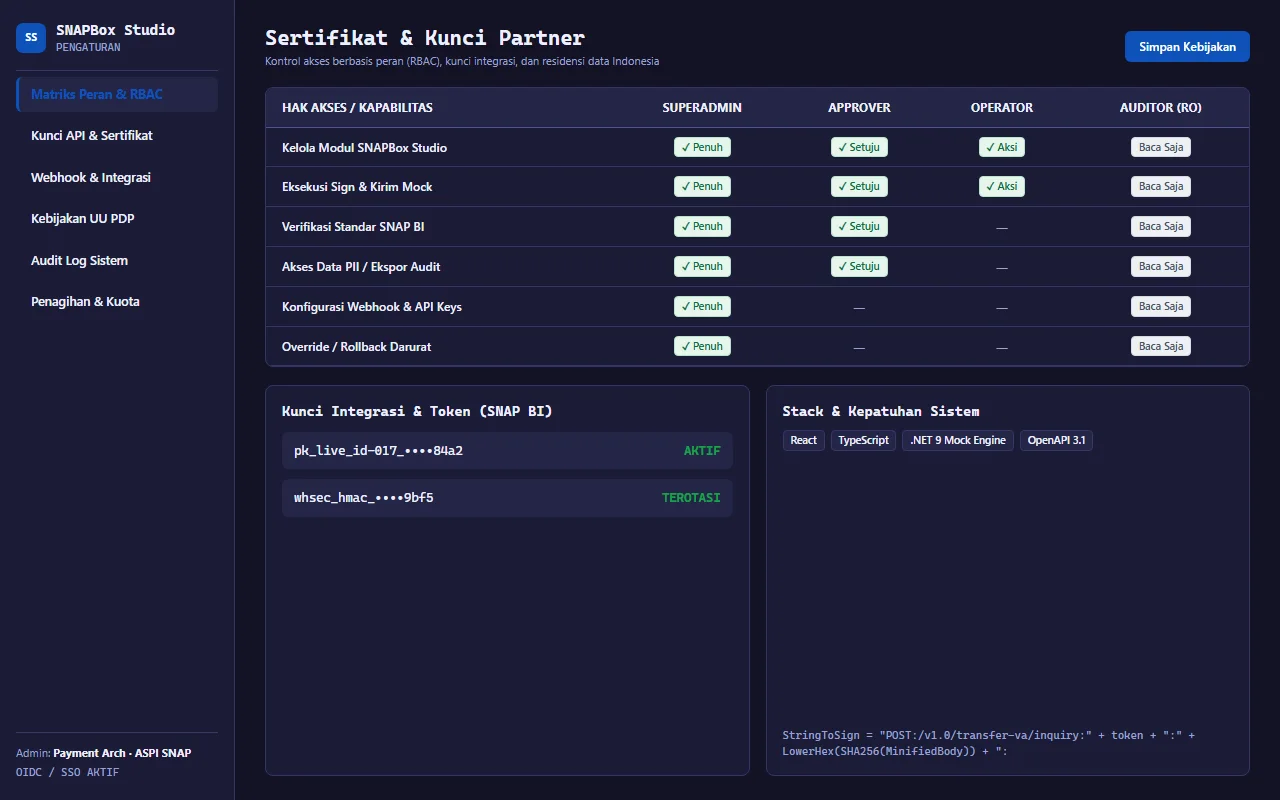 SS
SNAPBox Studio
PENGATURAN
Matriks Peran & RBAC
Kunci API & Sertifikat
Webhook & Integrasi
Kebijakan UU PDP
Audit Log Sistem
Penagihan & Kuota
Admin: Payment Arch • ASPI SNAP
OIDC / SSO AKTIF
Sertifikat & Kunci Partner
Kontrol akses berbasis peran (RBAC), kunci integrasi, dan residensi data Indonesia
Simpan Kebijakan
HAK AKSES / KAPABILITAS SUPERADMIN APPROVER OPERATOR AUDITOR (RO)
Kelola Modul SNAPBox Studio ✓ Penuh ✓ Setuju ✓ Aksi Baca Saja
Eksekusi Sign & Kirim Mock ✓ Penuh ✓ Setuju ✓ Aksi Baca Saja
Verifikasi Standar SNAP BI ✓ Penuh ✓ Setuju — Baca Saja
Akses Data PII / Ekspor Audit ✓ Penuh ✓ Setuju — Baca Saja
Konfigurasi Webhook & API Keys ✓ Penuh — — Baca Saja
Override / Rollback Darurat ✓ Penuh — — Baca Saja
Kunci Integrasi & Token (SNAP BI)
pk_live_id-017_••••84a2 AKTIF
whsec_hmac_••••9bf5 TEROTASI
Stack & Kepatuhan Sistem
React TypeScript .NET 9 Mock Engine OpenAPI 3.1
StringToSign = "POST:/v1.0/transfer-va/inquiry:" + token + ":" +
LowerHex(SHA256(MinifiedBody)) + ":